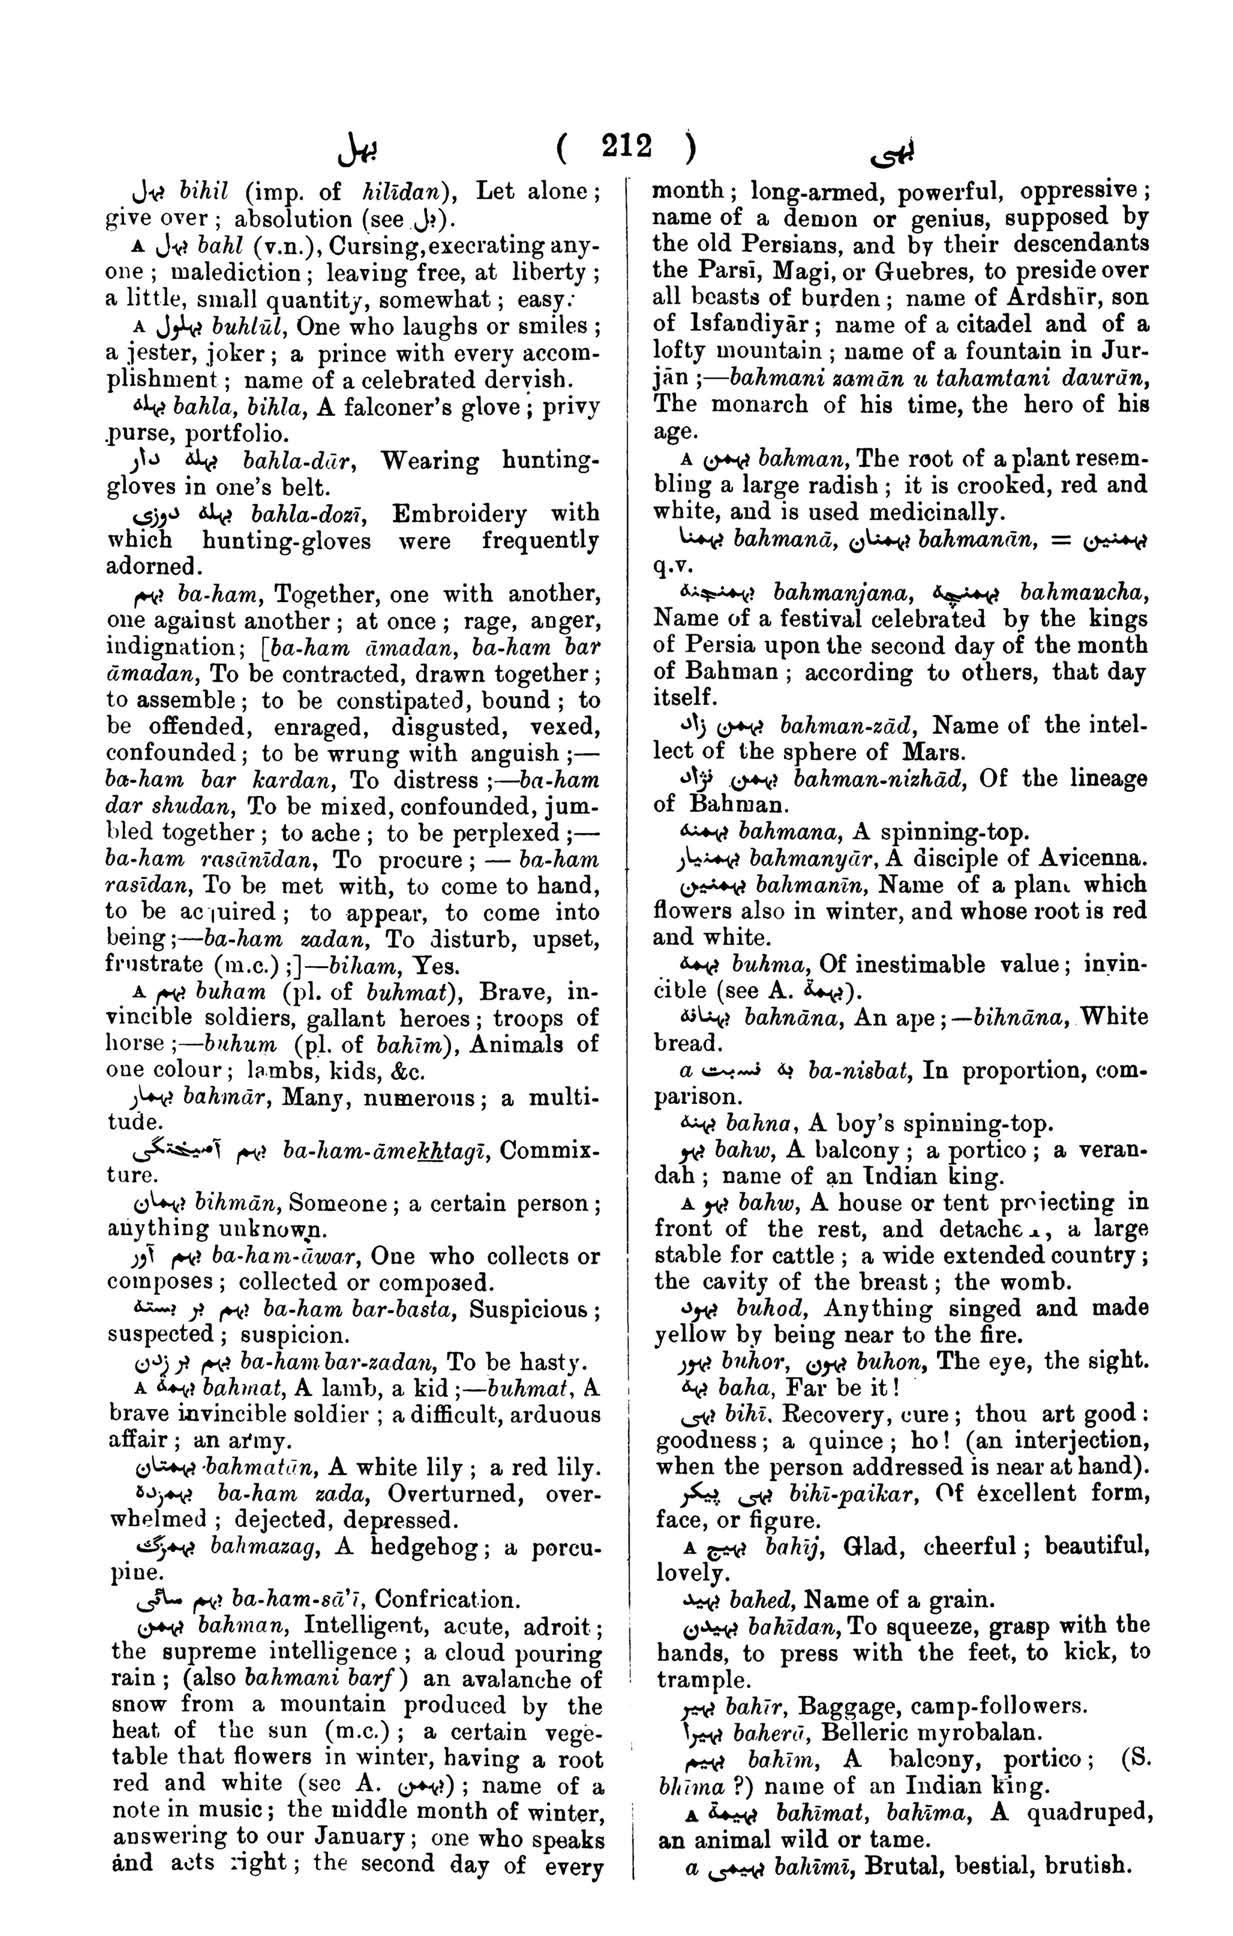 بهل ( 212 ) بهی
بهل bihil (imp. of hilīdan), Let alone;
give over; absolution (see بل).
A بهل bahl (v.n.), Cursing, execrating any-
one; malediction; leaving free, at liberty;
a little, small quantity, somewhat; easy.
A بهلول buhlūl, One who laughs or smiles;
a jester, joker; a prince with every accom-
plishment; name of a celebrated dervish.
بهله bahla, bihla, A falconer's glove; privy
purse, portfolio.
بهله دار bahla-dār, Wearing hunting-
gloves in one's belt.
بهله دوزی bahla-dozī, Embroidery with
which hunting-gloves were frequently
adorned.
بهم ba-ham, Together, one with another,
one against another; at once; rage, anger,
indignation; [ba-ham āmadan, ba-ham bar
āmadan, To be contracted, drawn together;
to assemble; to be constipated, bound; to
be offended, enraged, disgusted, vexed,
confounded; to be wrung with anguish;—
ba-ham bar kardan, To distress;—ba-ham
dar shudan, To be mixed, confounded, jum-
bled together; to ache; to be perplexed;—
ba-ham rasānīdan, To procure;—ba-ham
rasīdan, To be met with, to come to hand,
to be acquired; to appear, to come into
being;—ba-ham zadan, To disturb, upset,
frustrate (m.c.);]—biham, Yes.
A بهم buham (pl. of buhmat), Brave, in-
vincible soldiers, gallant heroes; troops of
horse;—buhum (pl. of bahīm), Animals of
one colour; lambs, kids, &c.
بهمار bahmār, Many, numerous; a multi-
tude.
بهم آمیختگی ba-ham-āmekhtagī, Commix-
ture.
بهمان bihmān, Someone; a certain person;
anything unknown.
بهم آور ba-ham-āwar, One who collects or
composes; collected or composed.
بهم بر بسته ba-ham bar-basta, Suspicious;
suspected; suspicion.
بهم بر زدن ba-ham bar-zadan, To be hasty.
A بهمة bahmat, A lamb, a kid;—buhmat, A
brave invincible soldier; a difficult, arduous
affair; an army.
بهمتان bahmatān, A white lily; a red lily.
بهمزده ba-ham zada, Overturned, over-
whelmed; dejected, depressed.
بهمزگ bahmazag, A hedgehog; a porcu-
pine.
بهم سائی ba-ham-sā'ī, Confrication.
بهمن bahman, Intelligent, acute, adroit;
the supreme intelligence; a cloud pouring
rain; (also bahmani barf) an avalanche of
snow from a mountain produced by the
heat of the sun (m.c.); a certain vege-
table that flowers in winter, having a root
red and white (see A. بهمن); name of a
note in music; the middle month of winter,
answering to our January; one who speaks
and acts right; the second day of every
month; long-armed, powerful, oppressive;
name of a demon or genius, supposed by
the old Persians, and by their descendants
the Parsī, Magi, or Guebres, to preside over
all beasts of burden; name of Ardshīr, son
of Isfandiyār; name of a citadel and of a
lofty mountain; name of a fountain in Jur-
jān;—bahmani zamān u tahamtani daurān,
The monarch of his time, the hero of his
age.
A بهمن bahman, The root of a plant resem-
bling a large radish; it is crooked, red and
white, and is used medicinally.
بهمنا bahmanā, بهمنان bahmanān, = بهمنین
q.v.
بهمنجنه bahmanjana, بهمنچه bahmancha,
Name of a festival celebrated by the kings
of Persia upon the second day of the month
of Bahman; according to others, that day
itself.
بهمن زاد bahman-zād, Name of the intel-
lect of the sphere of Mars.
بهمن نژاد bahman-nizhād, Of the lineage
of Bahman.
بهمنه bahmana, A spinning-top.
بهمنیار bahmanyār, A disciple of Avicenna.
بهمنین bahmanīn, Name of a plant which
flowers also in winter, and whose root is red
and white.
بهمه buhma, Of inestimable value; invin-
cible (see A. بهمة).
بهنانه bahnāna, An ape;—bihnāna, White
bread.
a به نسبت ba-nisbat, In proportion, com-
parison.
بهنه bahna, A boy's spinning-top.
بهو bahw, A balcony; a portico; a veran-
dah; name of an Indian king.
A بهو bahw, A house or tent projecting in
front of the rest, and detached, a large
stable for cattle; a wide extended country;
the cavity of the breast; the womb.
بهود buhod, Anything singed and made
yellow by being near to the fire.
بهور buhor, بهون buhon, The eye, the sight.
بهه baha, Far be it!
بهی bihī, Recovery, cure; thou art good:
goodness; a quince; ho! (an interjection,
when the person addressed is near at hand).
بهی پیکر bihī-paikar, Of excellent form,
face, or figure.
A بهیج bahīj, Glad, cheerful; beautiful,
lovely.
بهید bahed, Name of a grain.
بهیدن bahīdan, To squeeze, grasp with the
hands, to press with the feet, to kick, to
trample.
بهیر bahīr, Baggage, camp-followers.
بهیرا baherā, Belleric myrobalan.
بهیم bahīm, A balcony, portico; (S.
bhīma?) name of an Indian king.
A بهیمة bahīmat, bahīma, A quadruped,
an animal wild or tame.
a بهیمی bahīmī, Brutal, bestial, brutish.